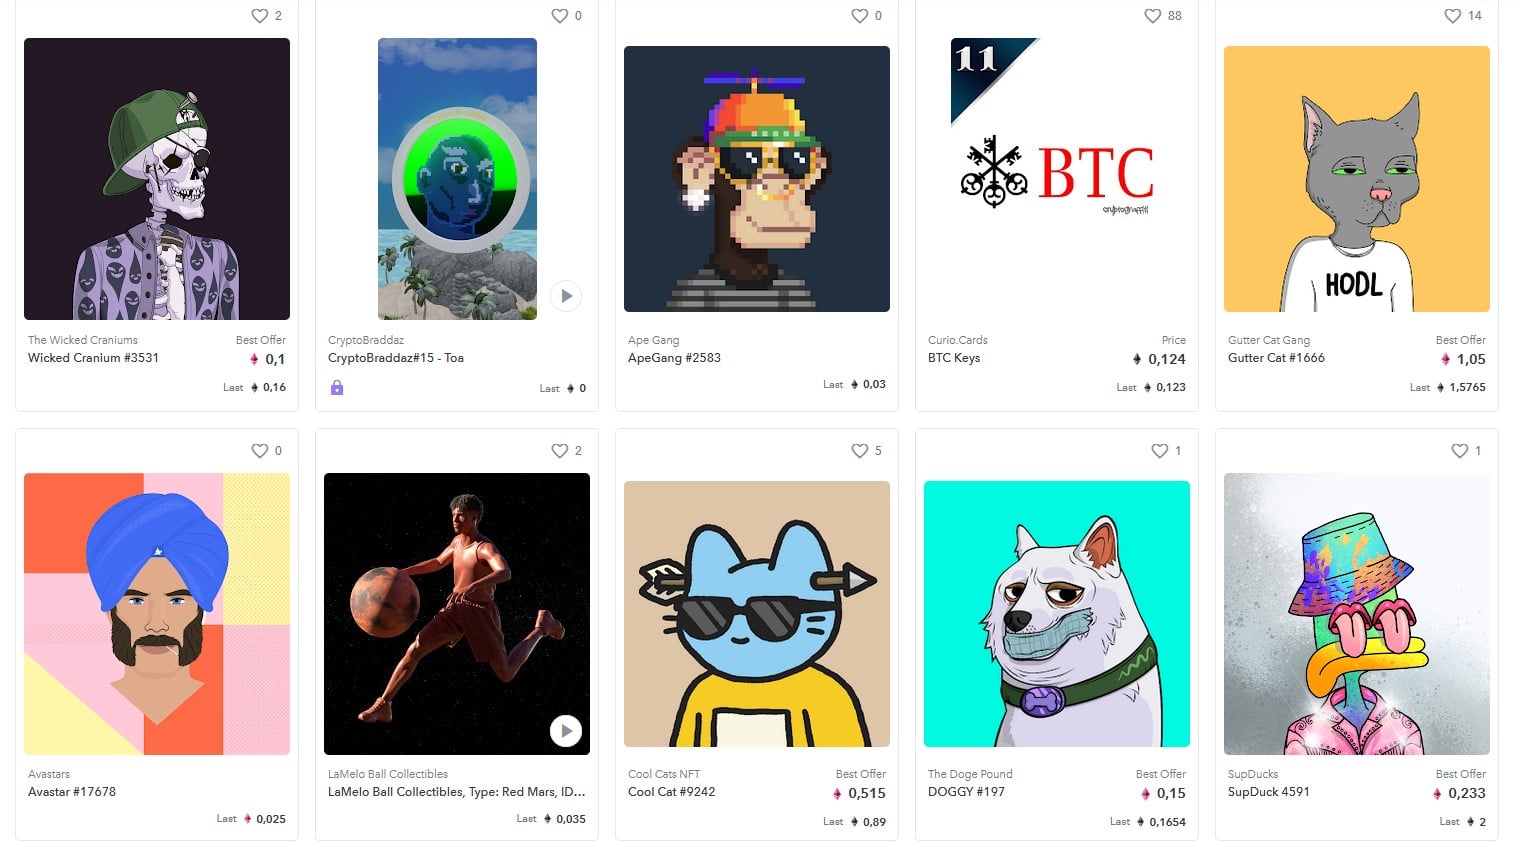 2
0
0
88
14
11
BTC
cryptograffiti
HODL
The Wicked Craniums
Best Offer
Wicked Cranium #3531
0,1
Last 0,16
CryptoBraddaz
CryptoBraddaz#15 - Toa
Last 0
Ape Gang
ApeGang #2583
Last 0,03
Curio.Cards
Price
BTC Keys
0,124
Last 0,123
Gutter Cat Gang
Best Offer
Gutter Cat #1666
1,05
Last 1,5765
0
2
5
1
1
Avastars
Avastar #17678
Last 0,025
LaMelo Ball Collectibles
LaMelo Ball Collectibles, Type: Red Mars, ID...
Last 0,035
Cool Cats NFT
Best Offer
Cool Cat #9242
0,515
Last 0,89
The Doge Pound
Best Offer
DOGGY #197
0,15
Last 0,1654
SupDucks
Best Offer
SupDuck 4591
0,233
Last 2